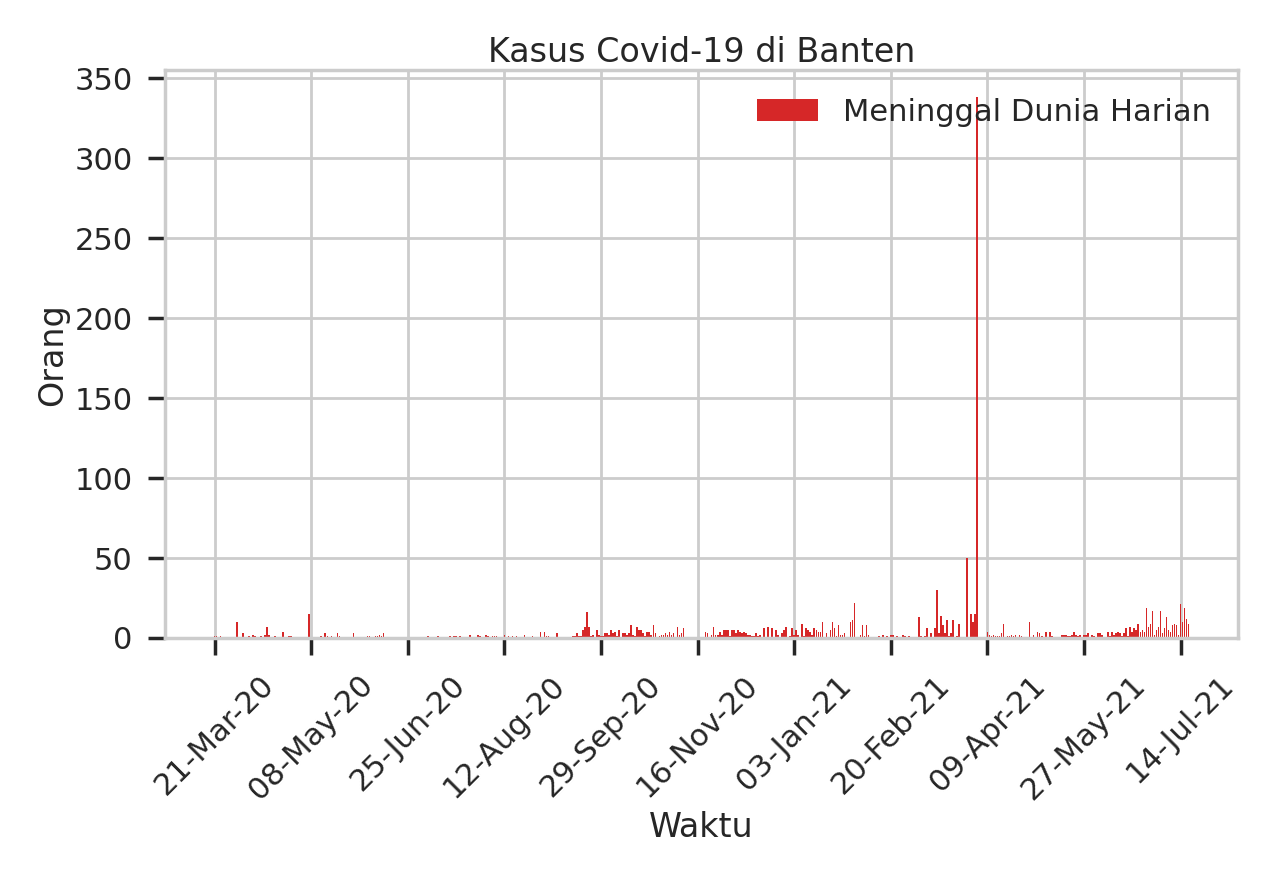 Kasus Covid-19 di Banten
Meninggal Dunia Harian
350
300
250
200
150
100
50
0
Orang
21-Mar-20
08-May-20
25-Jun-20
12-Aug-20
29-Sep-20
16-Nov-20
03-Jan-21
20-Feb-21
09-Apr-21
27-May-21
14-Jul-21
Waktu